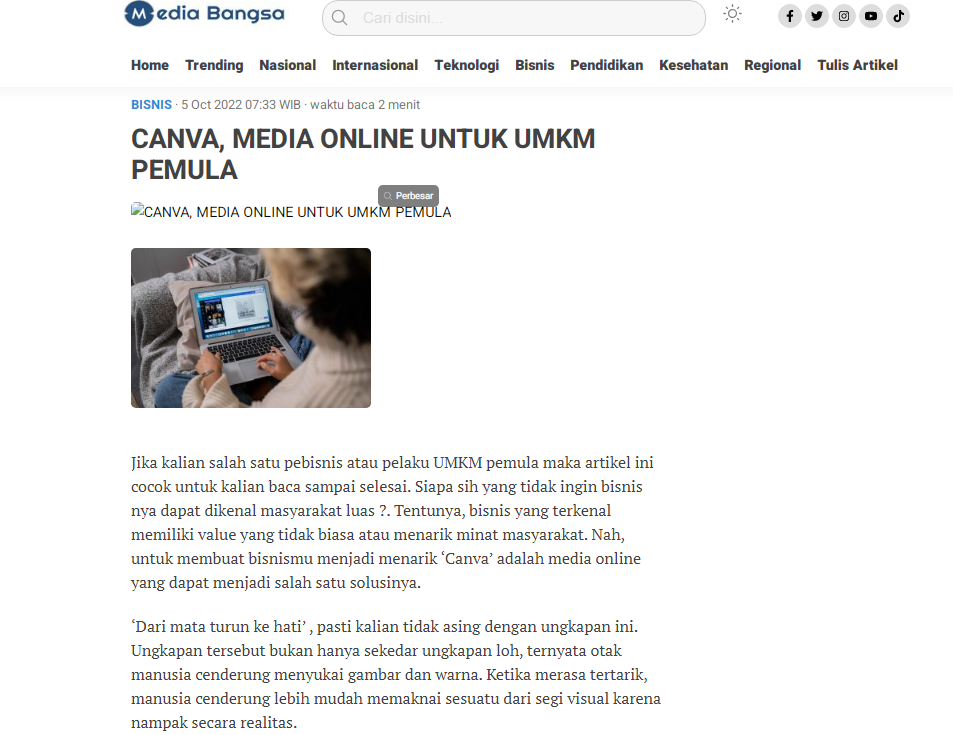 Media Bangsa
Cari disini...
Home Trending Nasional Internasional Teknologi Bisnis Pendidikan Kesehatan Regional Tulis Artikel
BISNIS · 5 Oct 2022 07:33 WIB · waktu baca 2 menit
CANVA, MEDIA ONLINE UNTUK UMKM
PEMULA
Perbesar
CANVA, MEDIA ONLINE UNTUK UMKM PEMULA
Jika kalian salah satu pebisnis atau pelaku UMKM pemula maka artikel ini
cocok untuk kalian baca sampai selesai. Siapa sih yang tidak ingin bisnis
nya dapat dikenal masyarakat luas ?. Tentunya, bisnis yang terkenal
memiliki value yang tidak biasa atau menarik minat masyarakat. Nah,
untuk membuat bisnismu menjadi menarik ‘Canva’ adalah media online
yang dapat menjadi salah satu solusinya.
‘Dari mata turun ke hati’ , pasti kalian tidak asing dengan ungkapan ini.
Ungkapan tersebut bukan hanya sekedar ungkapan loh, ternyata otak
manusia cenderung menyukai gambar dan warna. Ketika merasa tertarik,
manusia cenderung lebih mudah memaknai sesuatu dari segi visual karena
nampak secara realitas.